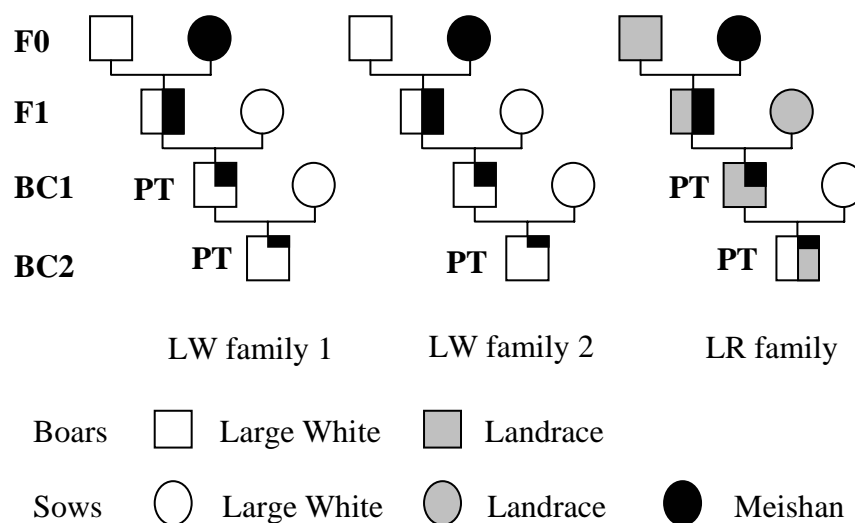 F0
F1
BC1 PT PT
BC2 PT PT PT
LW family 1 LW family 2 LR family
Boars Large White Landrace
Sows Large White Landrace Meishan